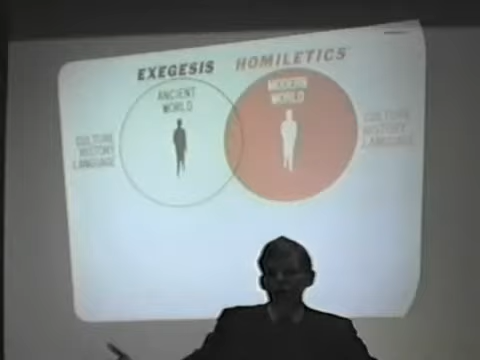 EXEGESIS
HOMILETICS
ANCIENT
WORLD
MODERN
WORLD
CULTURE
HISTORY
LANGUAGE
CULTURE
HISTORY
LANGUAGE